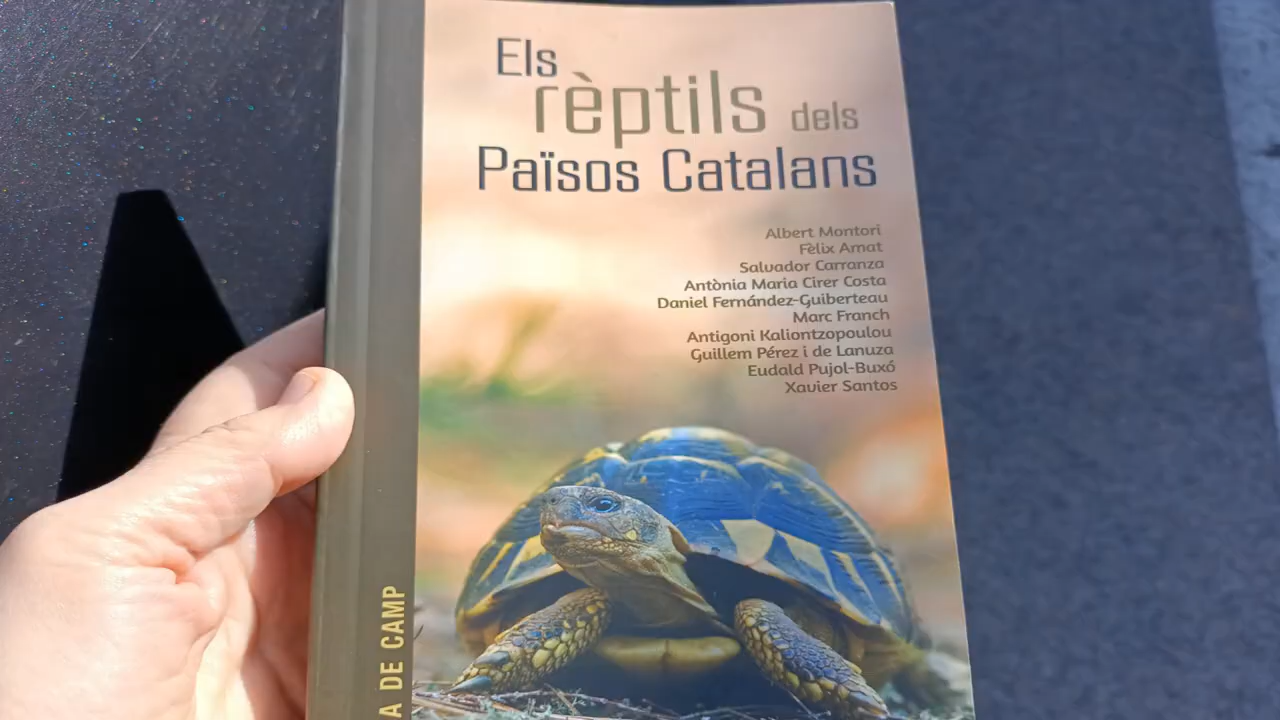 Els
rèptils dels
Països Catalans
Albert Montori
Fèlix Amat
Salvador Carranza
Antònia Maria Cirer Costa
Daniel Fernández-Guiberteau
Marc Franch
Antigoni Kaliontzopoulou
Guillem Pérez i de Lanuza
Eudald Pujol-Buxó
Xavier Santos
A DE CAMP